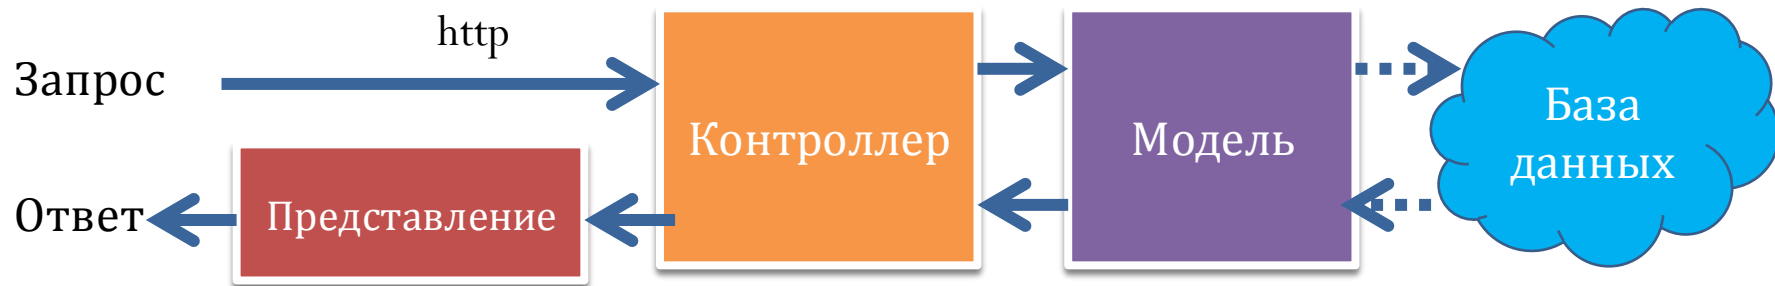 http
Запрос
Контроллер
Модель
База
данных
Ответ
Представление